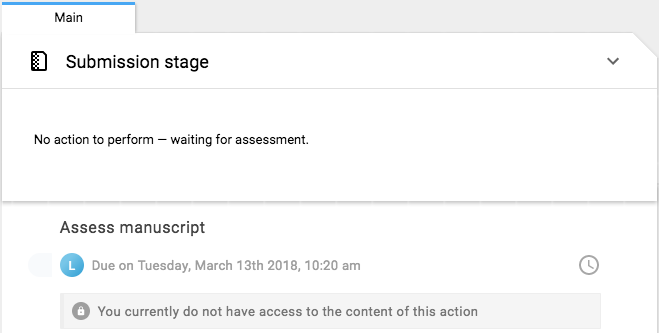 Main
Submission stage
No action to perform — waiting for assessment.
Assess manuscript
L Due on Tuesday, March 13th 2018, 10:20 am
You currently do not have access to the content of this action